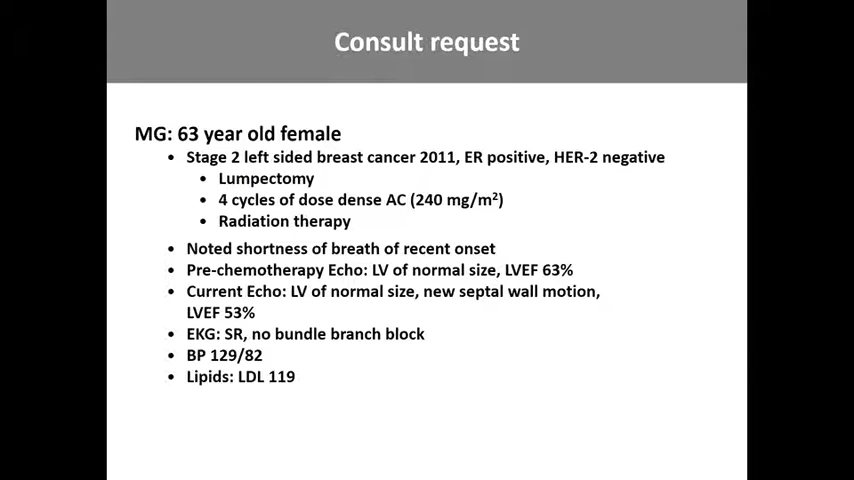 Consult request
MG: 63 year old female
• Stage 2 left sided breast cancer 2011, ER positive, HER-2 negative
• Lumpectomy
• 4 cycles of dose dense AC (240 mg/m²)
• Radiation therapy
• Noted shortness of breath of recent onset
• Pre-chemotherapy Echo: LV of normal size, LVEF 63%
• Current Echo: LV of normal size, new septal wall motion,
LVEF 53%
• EKG: SR, no bundle branch block
• BP 129/82
• Lipids: LDL 119